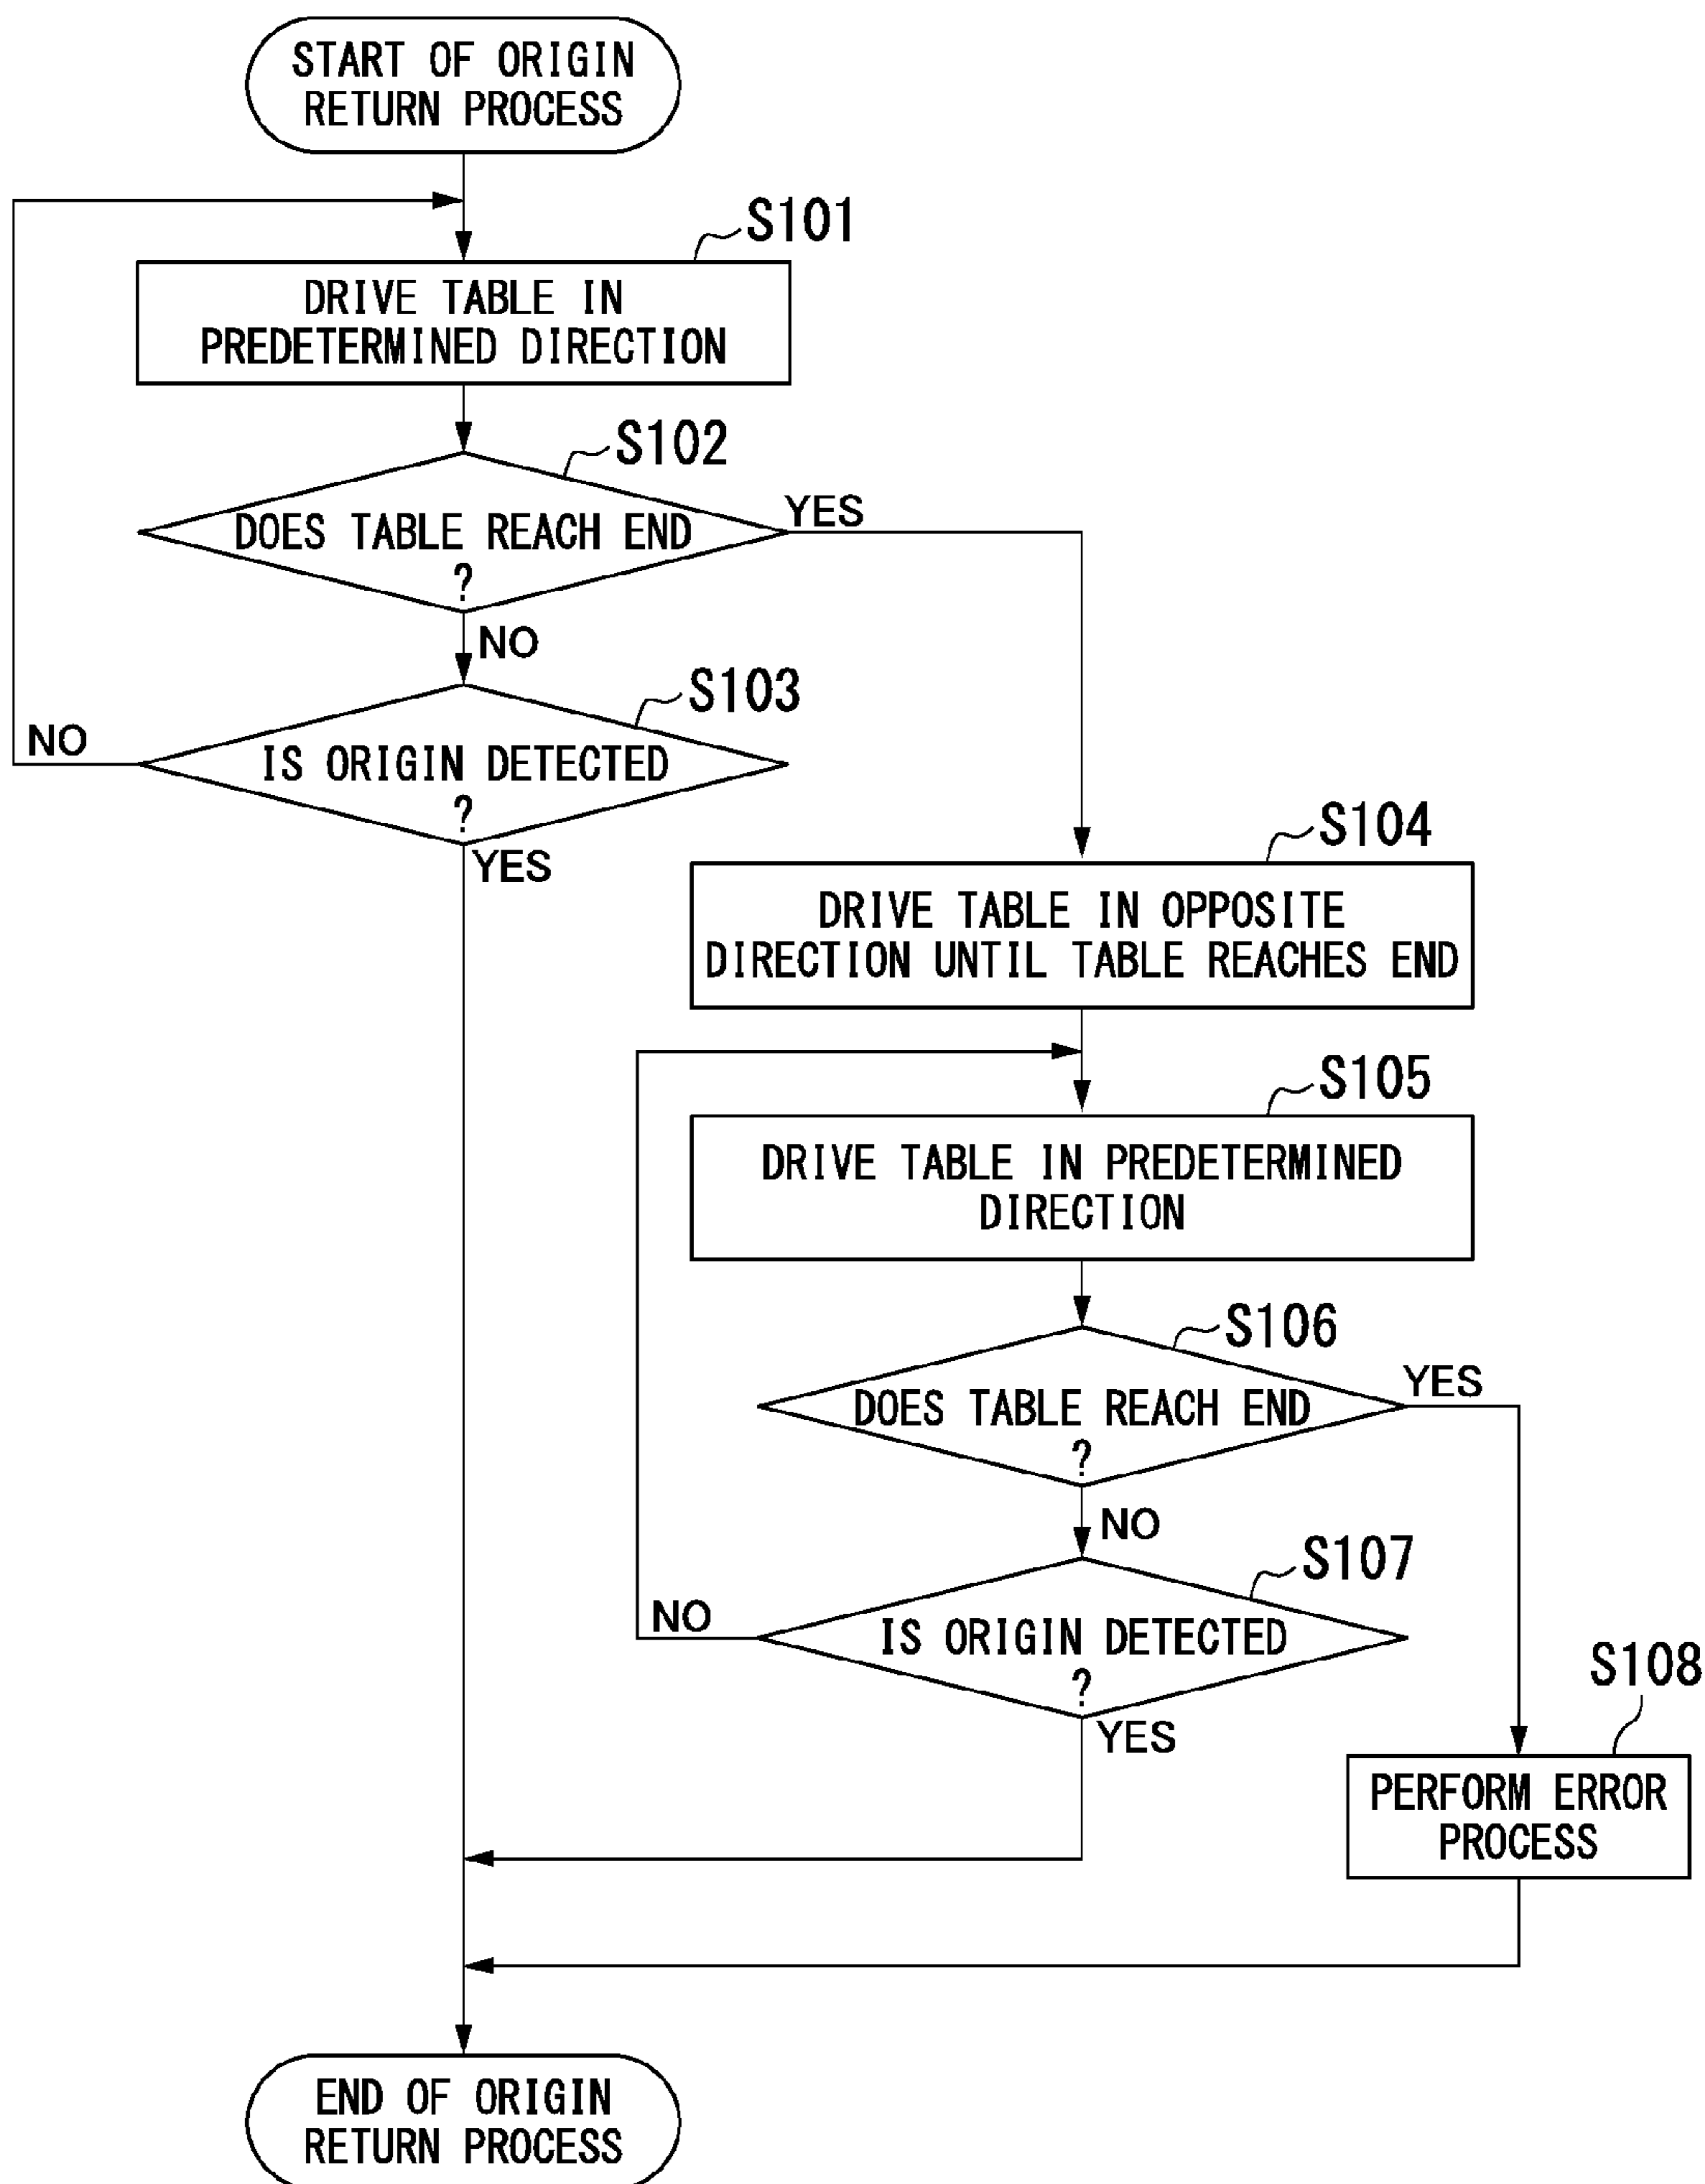 START OF ORIGIN
RETURN PROCESS
S101
DRIVE TABLE IN
PREDETERMINED DIRECTION
S102
DOES TABLE REACH END
?
YES
NO
S103
IS ORIGIN DETECTED
?
NO
YES
S104
DRIVE TABLE IN OPPOSITE
DIRECTION UNTIL TABLE REACHES END
S105
DRIVE TABLE IN PREDETERMINED
DIRECTION
S106
DOES TABLE REACH END
?
YES
NO
S107
IS ORIGIN DETECTED
?
NO
YES
S108
PERFORM ERROR
PROCESS
END OF ORIGIN
RETURN PROCESS